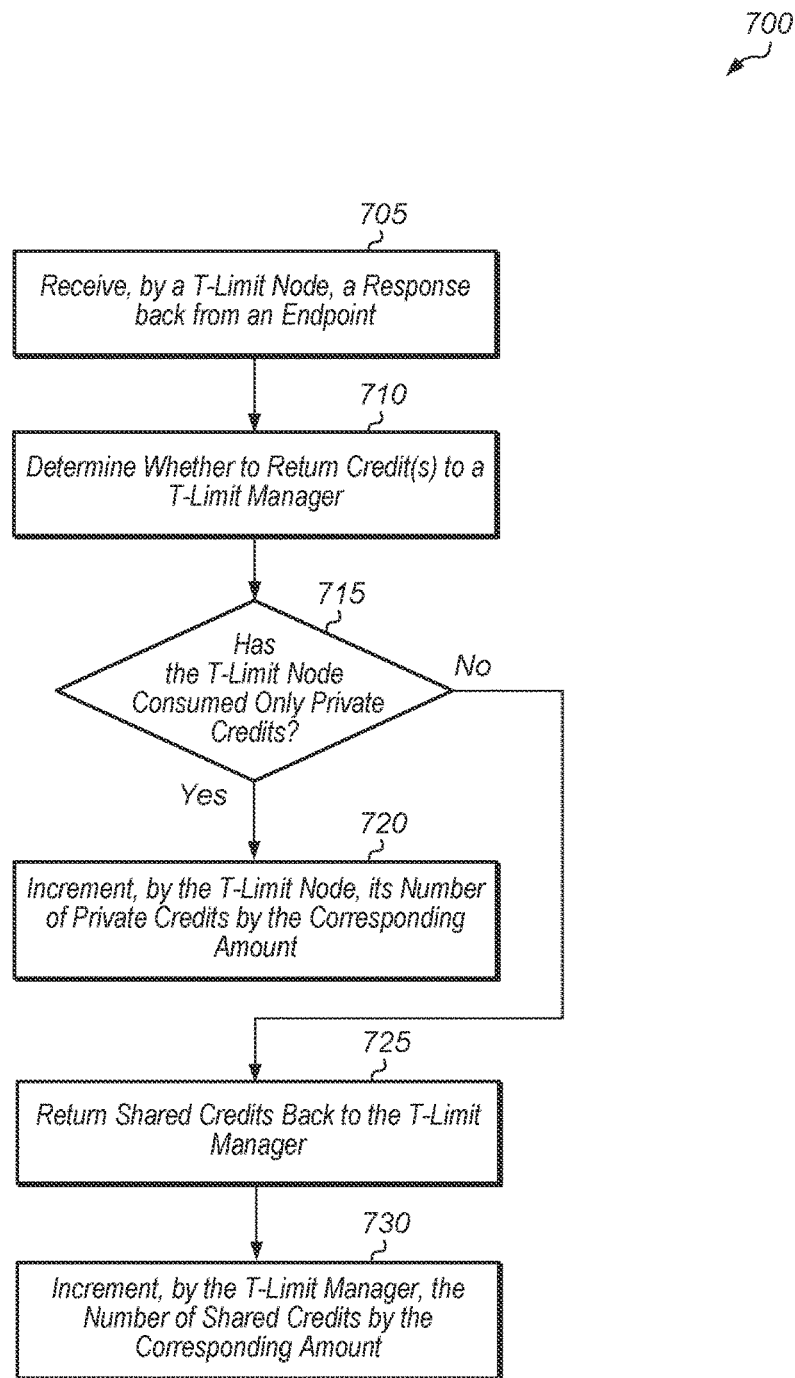 700
705
Receive, by a T-Limit Node, a Response
back from an Endpoint
710
Determine Whether to Return Credit(s) to a
T-Limit Manager
715
Has
the T-Limit Node
Consumed Only Private
Credits?
No
Yes
720
Increment, by the T-Limit Node, its Number
of Private Credits by the Corresponding
Amount
725
Return Shared Credits Back to the T-Limit
Manager
730
Increment, by the T-Limit Manager, the
Number of Shared Credits by the
Corresponding Amount